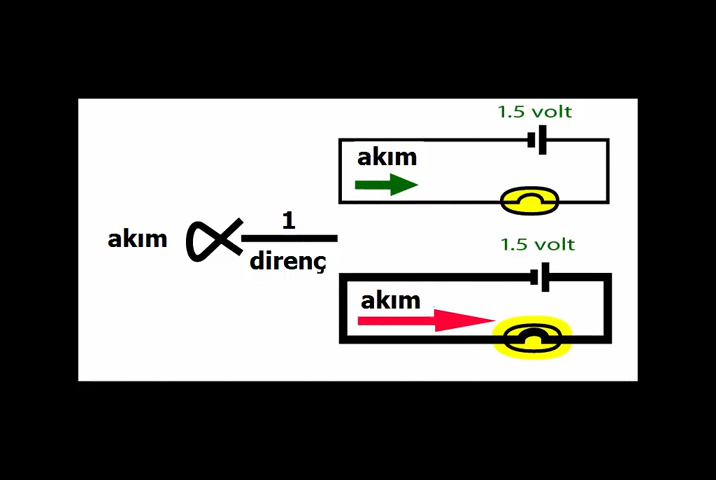 akım ∝ 1
direnç
1.5 volt
akım
1.5 volt
akım